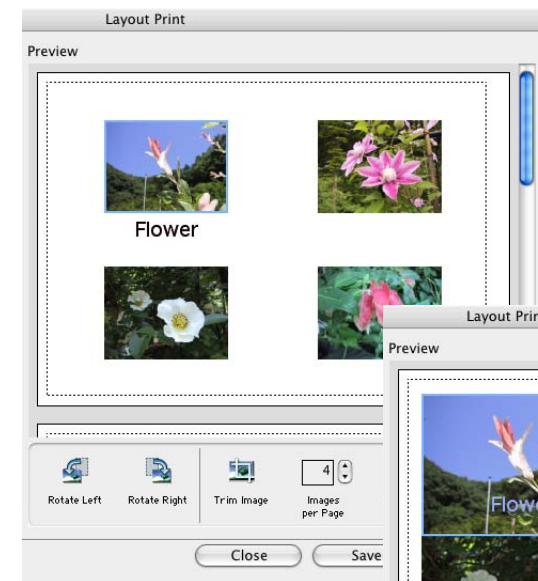 Layout Print
Preview
Flower
Rotate Left
Rotate Right
Trim Image
4
Images
per Page
Close
Save
Layout Prin
Preview
Flow